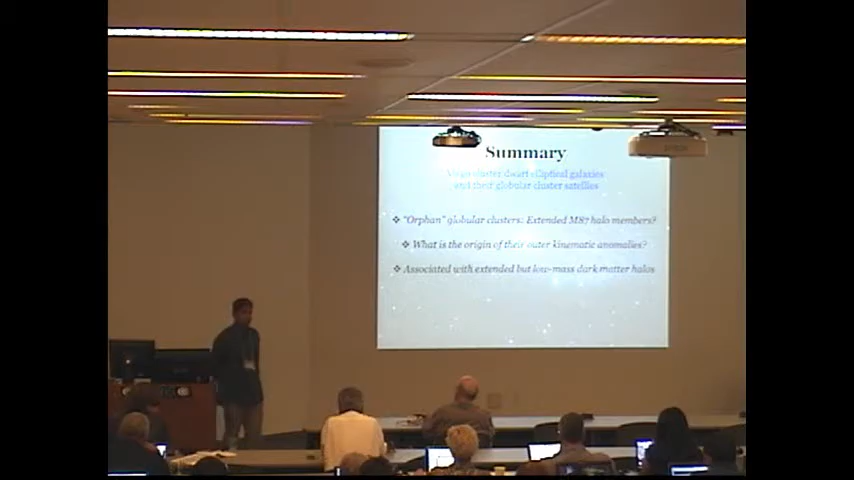 Summary
Virgo cluster dwarf elliptical galaxies
and their globular cluster satellites
❖ "Orphan" globular clusters: Extended M87 halo members?
❖ What is the origin of their outer kinematic anomalies?
❖ Associated with extended but low-mass dark matter halos
EPSON